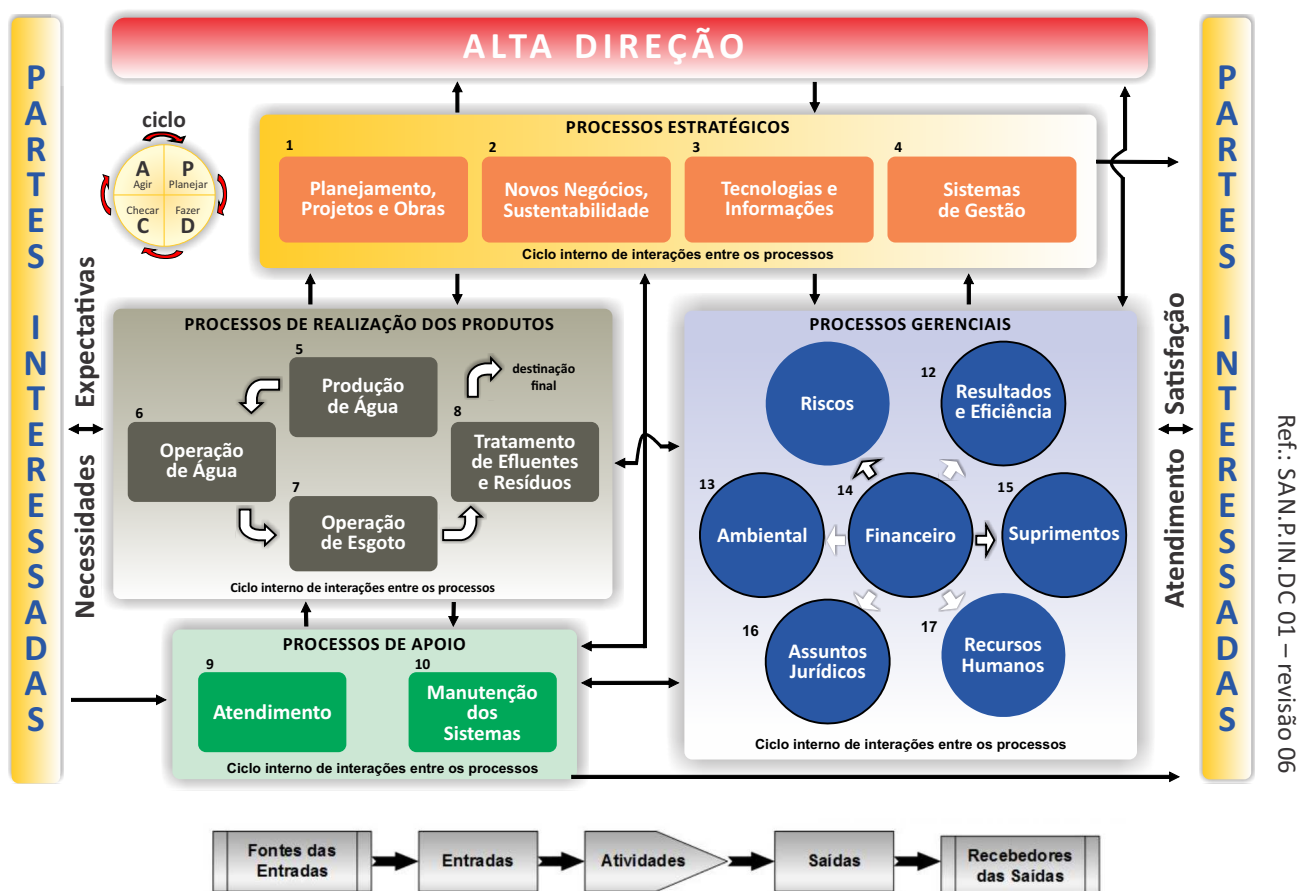 PARTES INTERESSADAS
ALTA DIREÇÃO
PARTES INTERESSADAS
ciclo
A
Agir
P
Planejar
Checar
C
Fazer
D
PROCESSOS ESTRATÉGICOS
1
Planejamento,
Projetos e Obras
2
Novos Negócios,
Sustentabilidade
3
Tecnologias e
Informações
4
Sistemas
de Gestão
Ciclo interno de interações entre os processos
Necessidades Expectativas
PROCESSOS DE REALIZAÇÃO DOS PRODUTOS
5
Produção
de Água
destinação
final
6
Operação
de Água
8
Tratamento
de Efluentes
e Resíduos
7
Operação
de Esgoto
Ciclo interno de interações entre os processos
PROCESSOS GERENCIAIS
Riscos
12
Resultados
e Eficiência
13
Ambiental
14
Financeiro
15
Suprimentos
16
Assuntos
Jurídicos
17
Recursos
Humanos
Ciclo interno de interações entre os processos
Atendimento Satisfação
PROCESSOS DE APOIO
9
Atendimento
10
Manutenção
dos
Sistemas
Ciclo interno de interações entre os processos
Ref.: SAN.P.IN.DC 01 – revisão 06
Fontes das
Entradas
Entradas
Atividades
Saídas
Recebedores
das Saídas